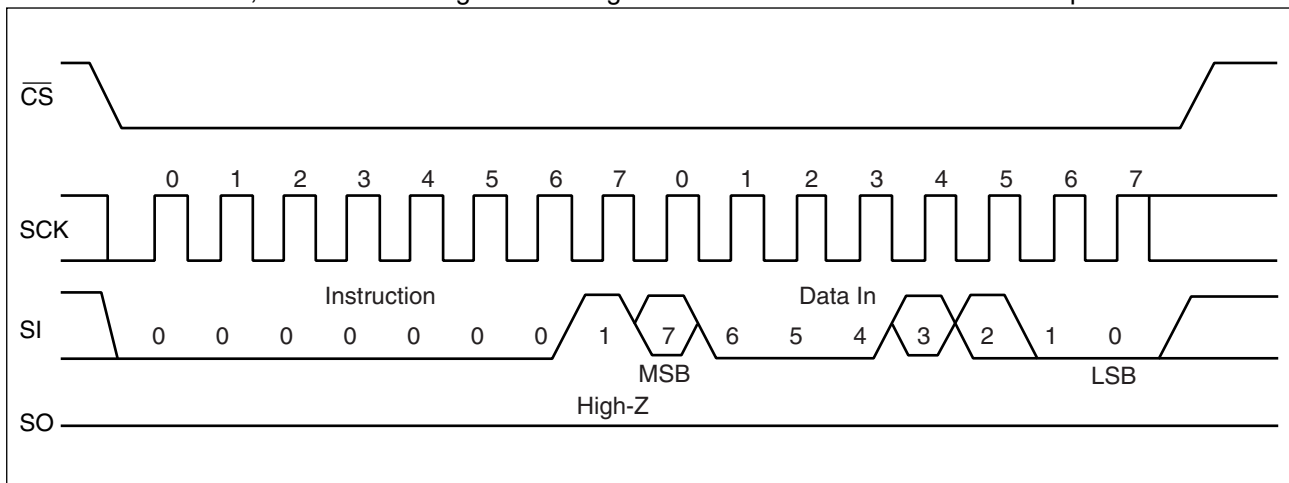 CS
0 1 2 3 4 5 6 7 0 1 2 3 4 5 6 7
SCK
Instruction Data In
SI 0 0 0 0 0 0 0 1 7 6 5 4 3 2 1 0
MSB LSB
High-Z
SO